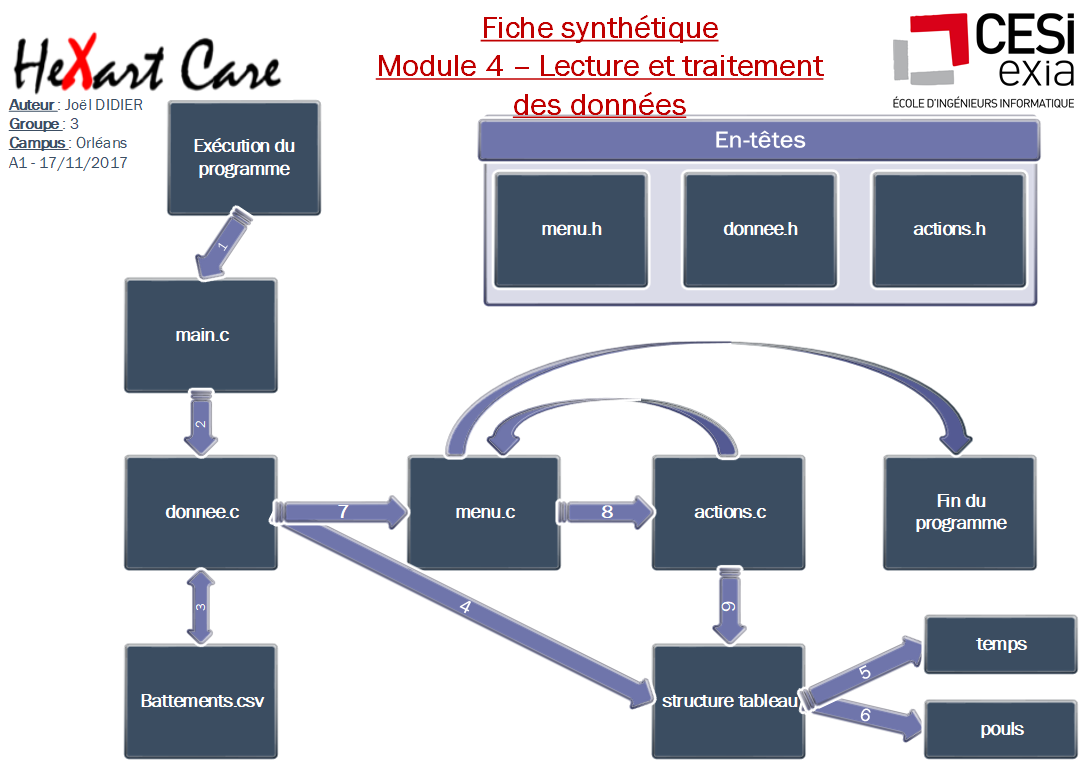 HeXart Care
Fiche synthétique
Module 4 – Lecture et traitement
des données
CESi
exia
ÉCOLE D'INGÉNIEURS INFORMATIQUE
Auteur : Joël DIDIER
Groupe : 3
Campus : Orléans
A1 - 17/11/2017
Exécution du
programme
En-têtes
menu.h
donnee.h
actions.h
1
main.c
2
donnee.c
7
menu.c
8
actions.c
Fin du
programme
3
4
9
Battements.csv
structure tableau
5
6
temps
pouls